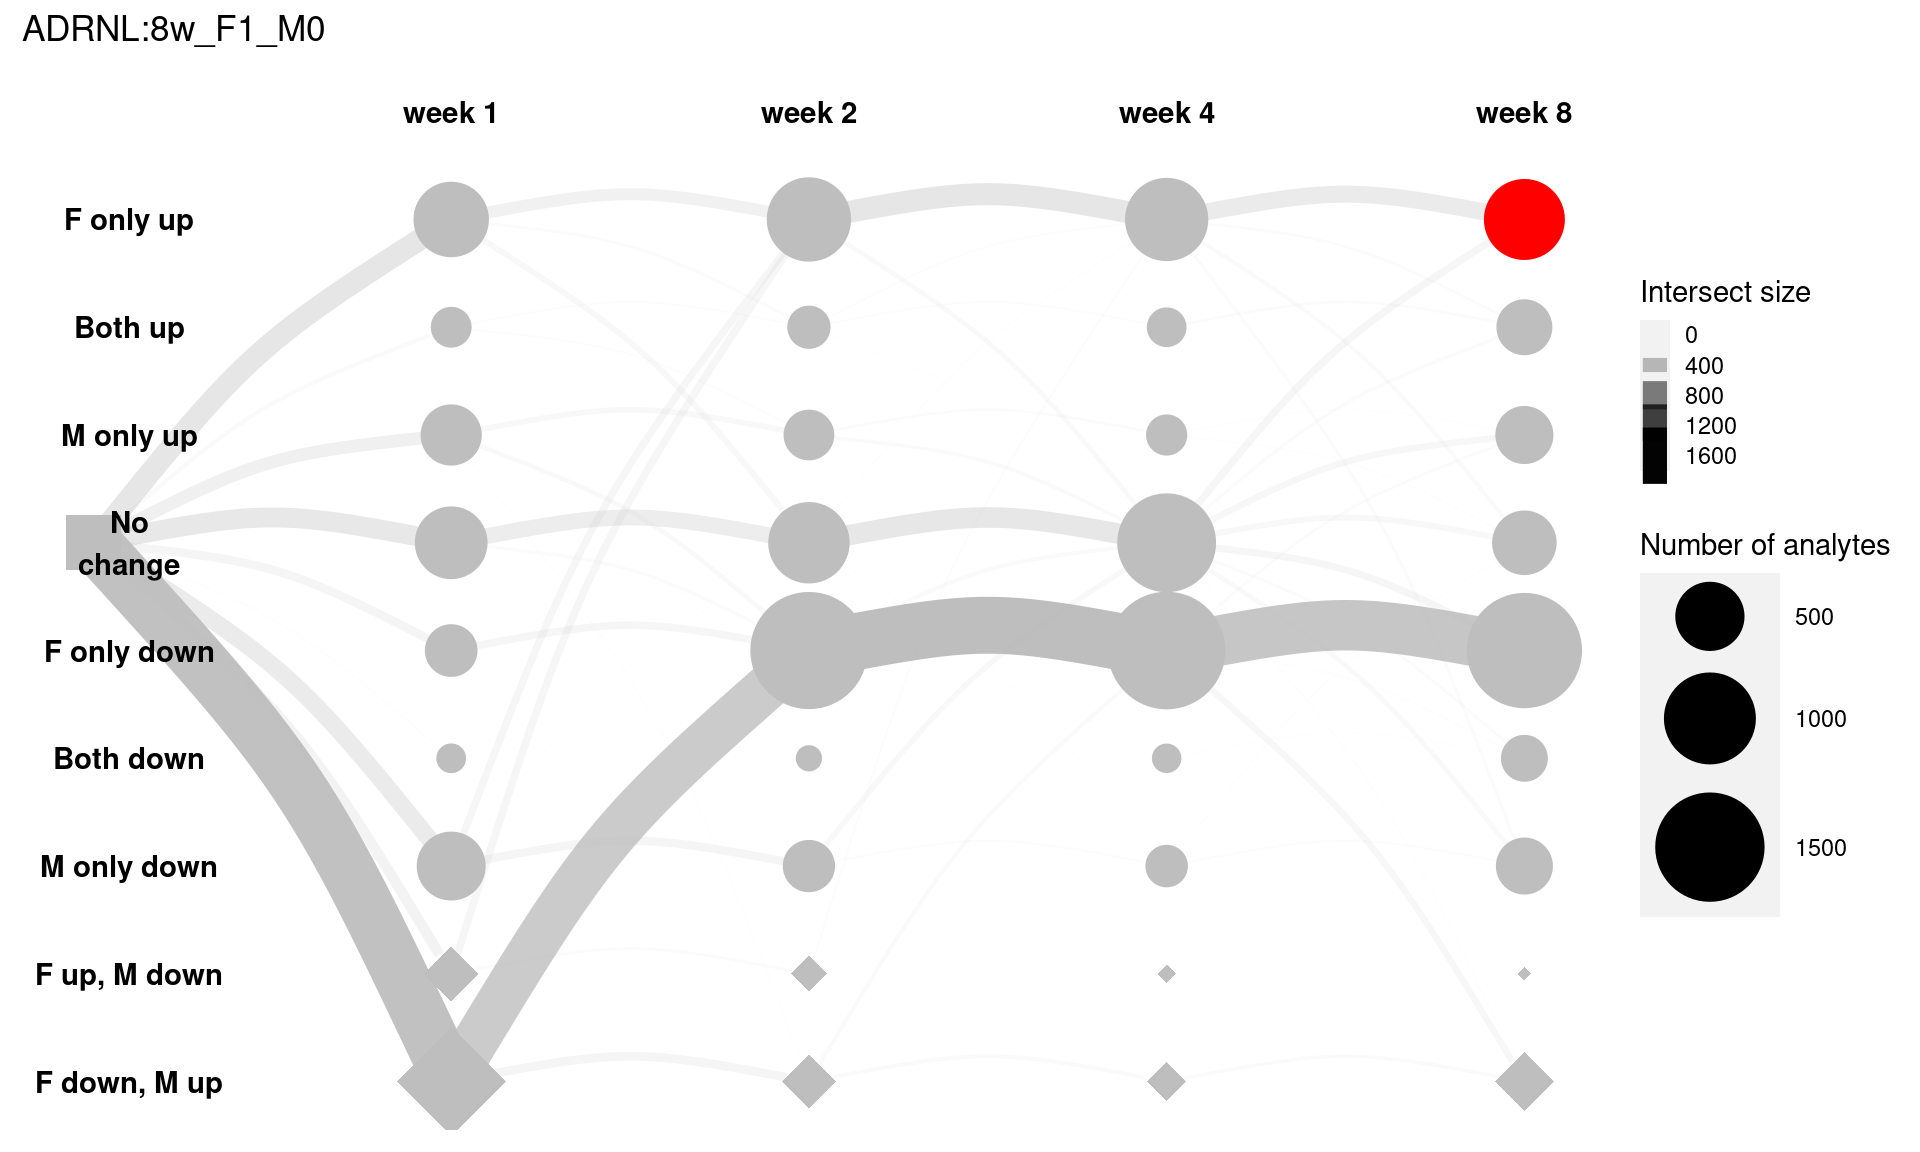 ADRNL:8w_F1_M0
week 1 week 2 week 4 week 8
F only up
Both up
M only up
No
change
F only down
Both down
M only down
F up, M down
F down, M up
Intersect size
0
400
800
1200
1600
Number of analytes
500
1000
1500